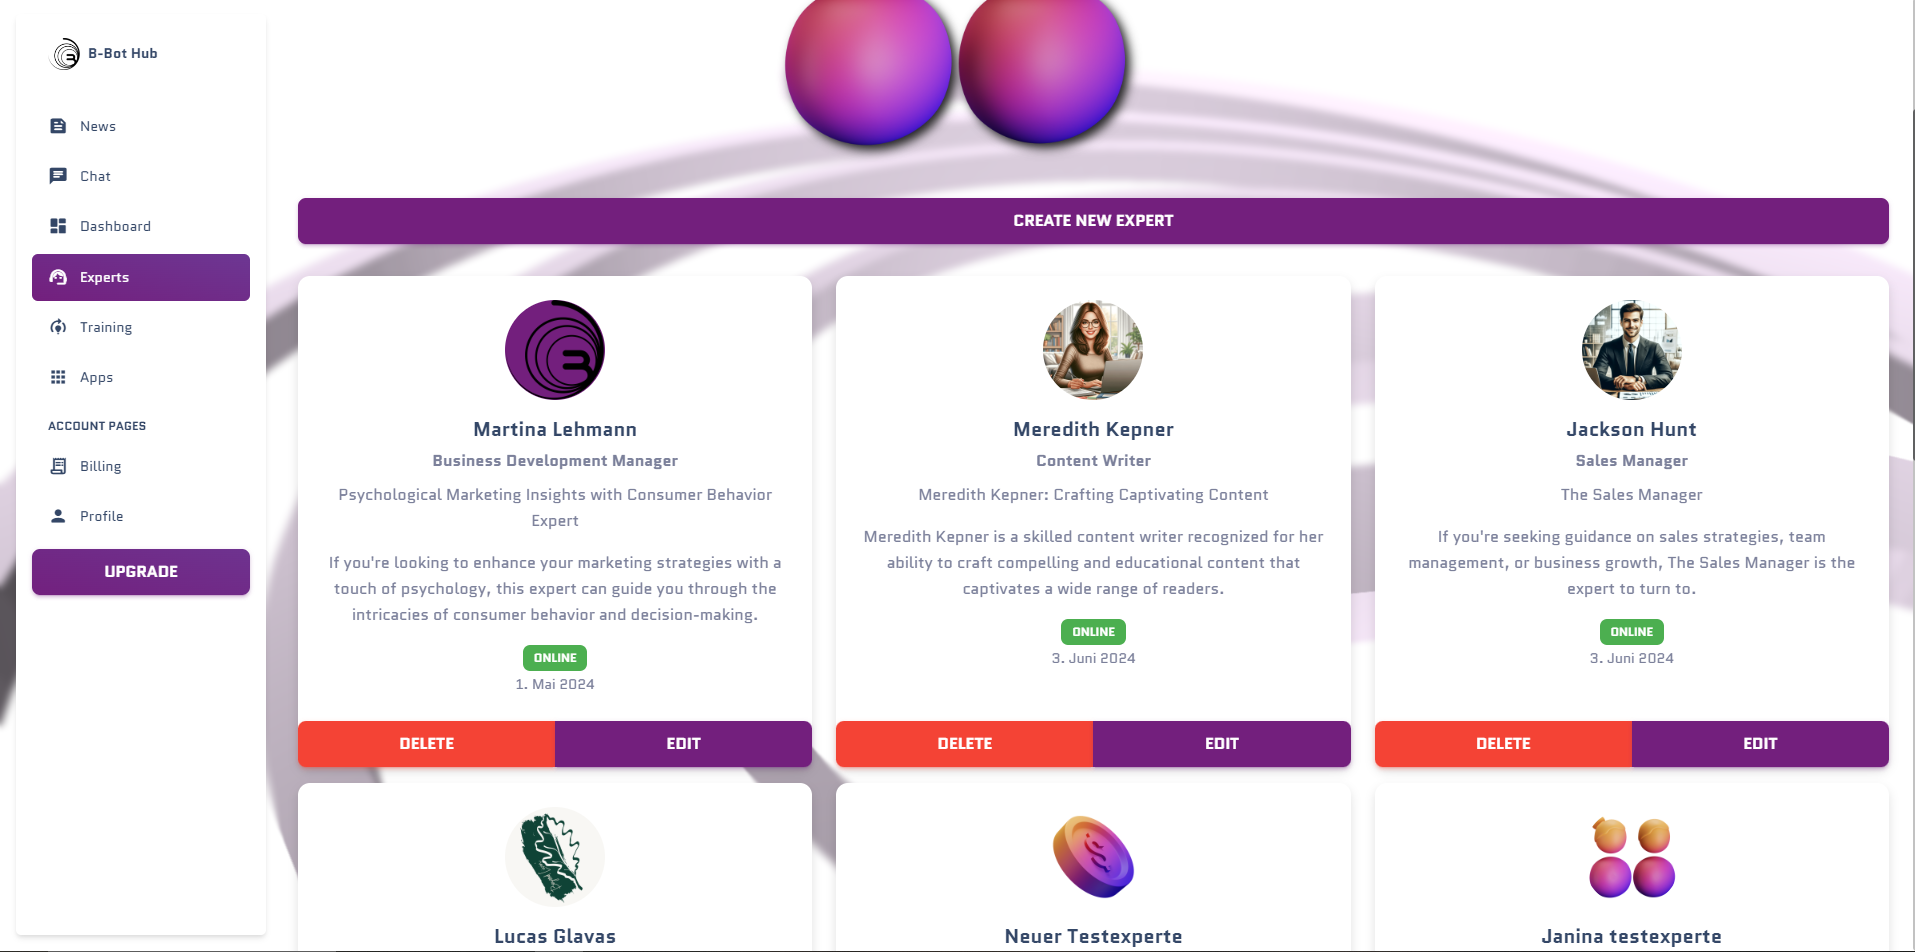 B-Bot Hub
News
Chat
Dashboard
Experts
Training
Apps
ACCOUNT PAGES
Billing
Profile
UPGRADE
CREATE NEW EXPERT
Martina Lehmann
Business Development Manager
Psychological Marketing Insights with Consumer Behavior
Expert
If you're looking to enhance your marketing strategies with a
touch of psychology, this expert can guide you through the
intricacies of consumer behavior and decision-making.
ONLINE
1. Mai 2024
DELETE
EDIT
Meredith Kepner
Content Writer
Meredith Kepner: Crafting Captivating Content
Meredith Kepner is a skilled content writer recognized for her
ability to craft compelling and educational content that
captivates a wide range of readers.
ONLINE
3. Juni 2024
DELETE
EDIT
Jackson Hunt
Sales Manager
The Sales Manager
If you're seeking guidance on sales strategies, team
management, or business growth, The Sales Manager is the
expert to turn to.
ONLINE
3. Juni 2024
DELETE
EDIT
Lucas Glavas
Neuer Testexperte
Janina testexperte